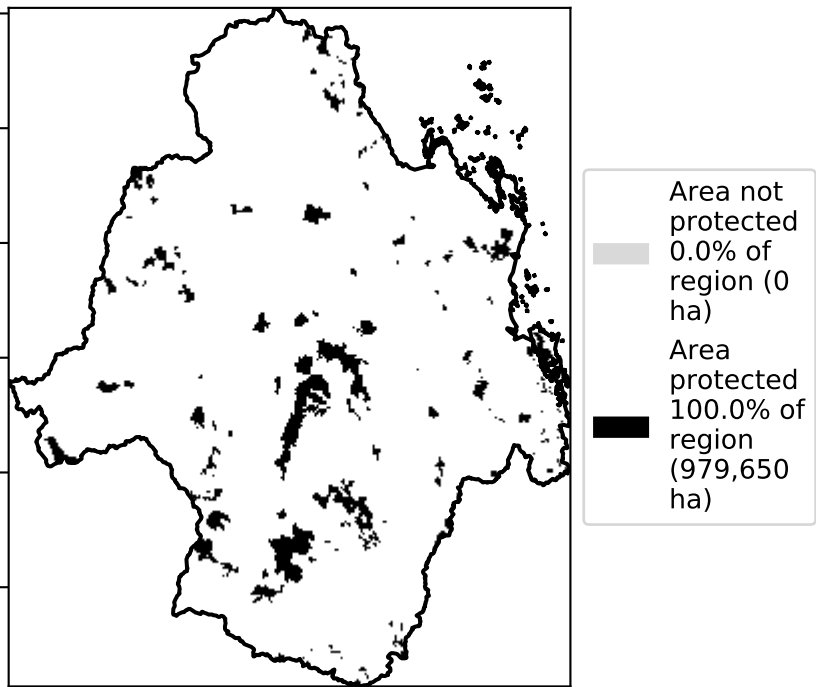 Area not
protected
0.0% of
region (0
ha)
Area
protected
100.0% of
region
(979,650
ha)